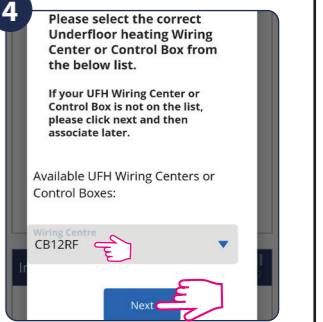 4
Please select the correct
Underfloor heating Wiring
Center or Control Box from
the below list.
If your UFH Wiring Center or
Control Box is not on the list,
please click next and then
associate later.
Available UFH Wiring Centers or
Control Boxes:
Wiring Centre
CB12RF
Next